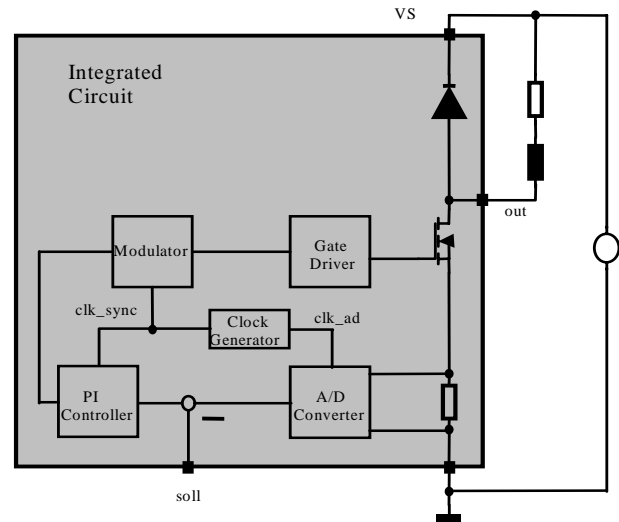 VS
Integrated
Circuit
out
Modulator
Gate
Driver
clk_sync
Clock
Generator
clk_ad
PI
Controller
A/D
Converter
soll